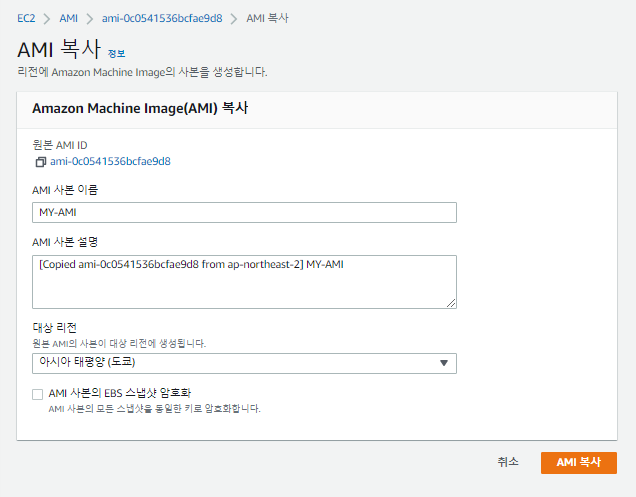 EC2 > AMI > ami-0c0541536bcfae9d8 > AMI 복사
AMI 복사 정보
리전에 Amazon Machine Image의 사본을 생성합니다.
Amazon Machine Image(AMI) 복사
원본 AMI ID
ami-0c0541536bcfae9d8
AMI 사본 이름
MY-AMI
AMI 사본 설명
[Copied ami-0c0541536bcfae9d8 from ap-northeast-2] MY-AMI
대상 리전
원본 AMI의 사본이 대상 리전에 생성됩니다.
아시아 태평양 (도쿄)
AMI 사본의 EBS 스냅샷 암호화
AMI 사본의 모든 스냅샷을 동일한 키로 암호화합니다.
취소 AMI 복사